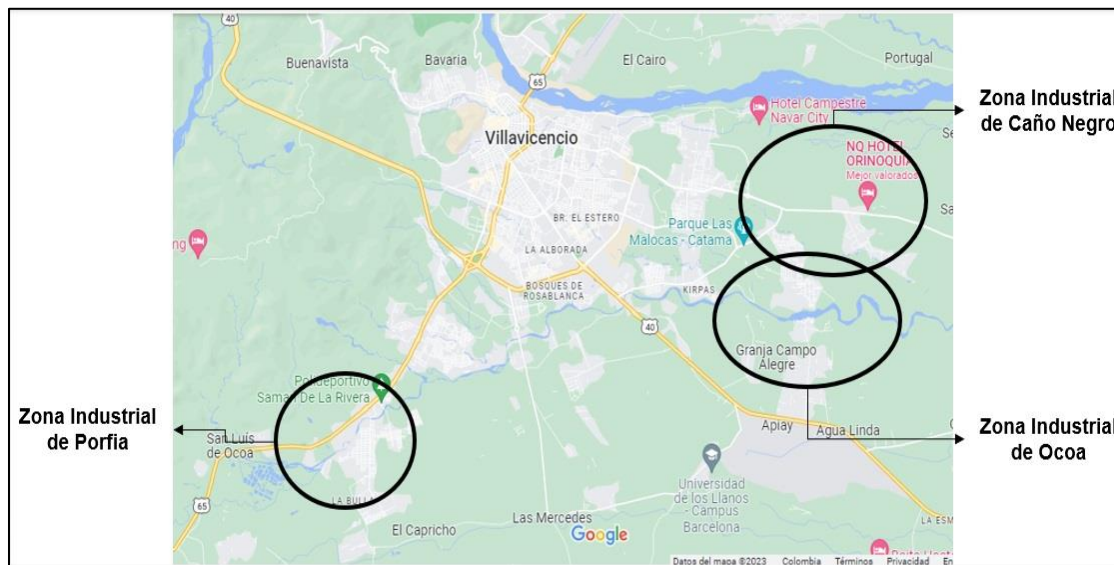 40
Buenavista
Bavaria
El Cairo
Portugal
65
Hotel Campestre
Navar City
Zona Industrial
de Caño Negro
Villavicencio
NQ HOTEL
ORINOQUIA
Mejor valorados
BR. EL ESTERO
Parque Las
Malocas - Catama
LA ALBORADA
BOSQUES DE
ROSABLANCA
KIRPAS
40
Granja Campo
Alegre
Polideportivo
Saman De La Rivera
Zona Industrial
de Porfia
San Luis
de Ocoa
Apiay
Agua Linda
Zona Industrial
de Ocoa
65
LA BULLA
Universidad
de los Llanos
- Campus
Barcelona
El Capricho
Las Mercedes
Google
LA ESM
Datos del mapa ©2023 Colombia Términos Privacidad